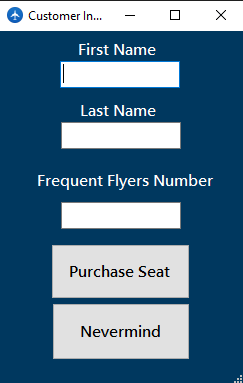 Customer In...
First Name
Last Name
Frequent Flyers Number
Purchase Seat
Nevermind